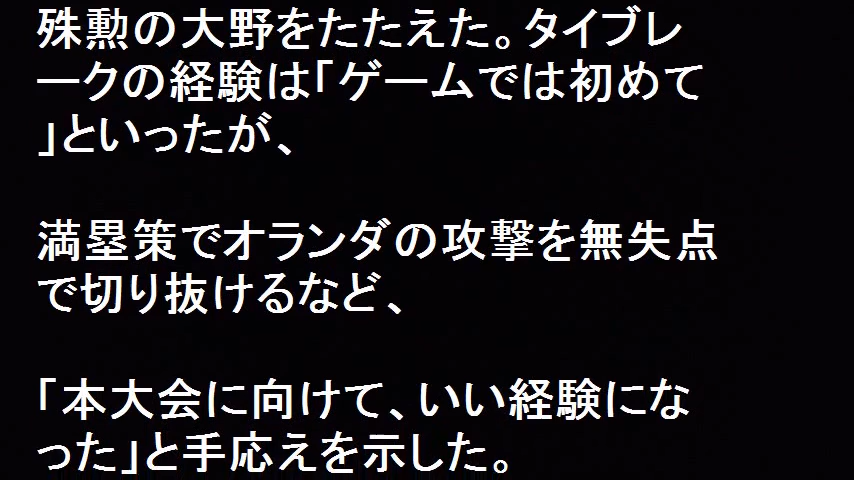 殊勲の大野をたたえた。タイブレ
ークの経験は「ゲームでは初めて
」といったが、
満塁策でオランダの攻撃を無失点
で切り抜けるなど、
「本大会に向けて、いい経験にな
った」と手応えを示した。